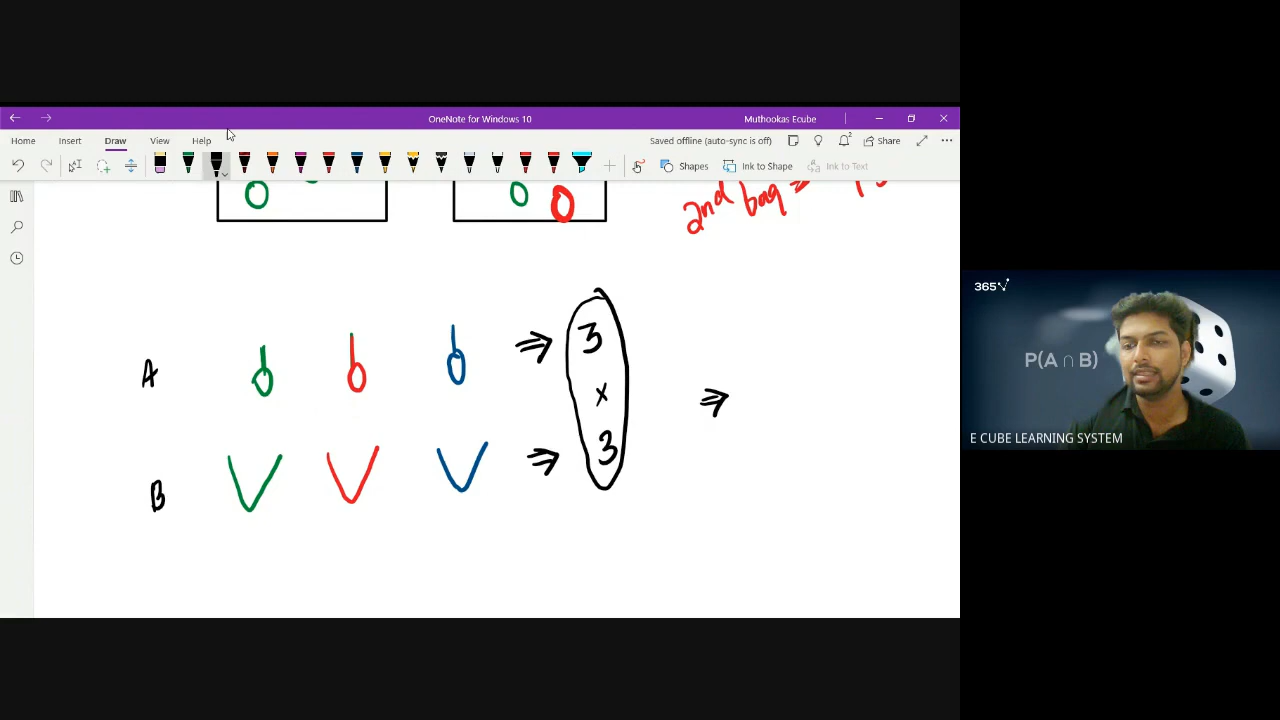 OneNote for Windows 10
Muthookas Ecube
Home Insert Draw View Help
Saved offline (auto-sync is off)
Share
Shapes Ink to Shape Ink to Text
2nd bag ⇒
A ⇒ 3
x
⇒
B ⇒ 3
365
P(A ∩ B)
E CUBE LEARNING SYSTEM